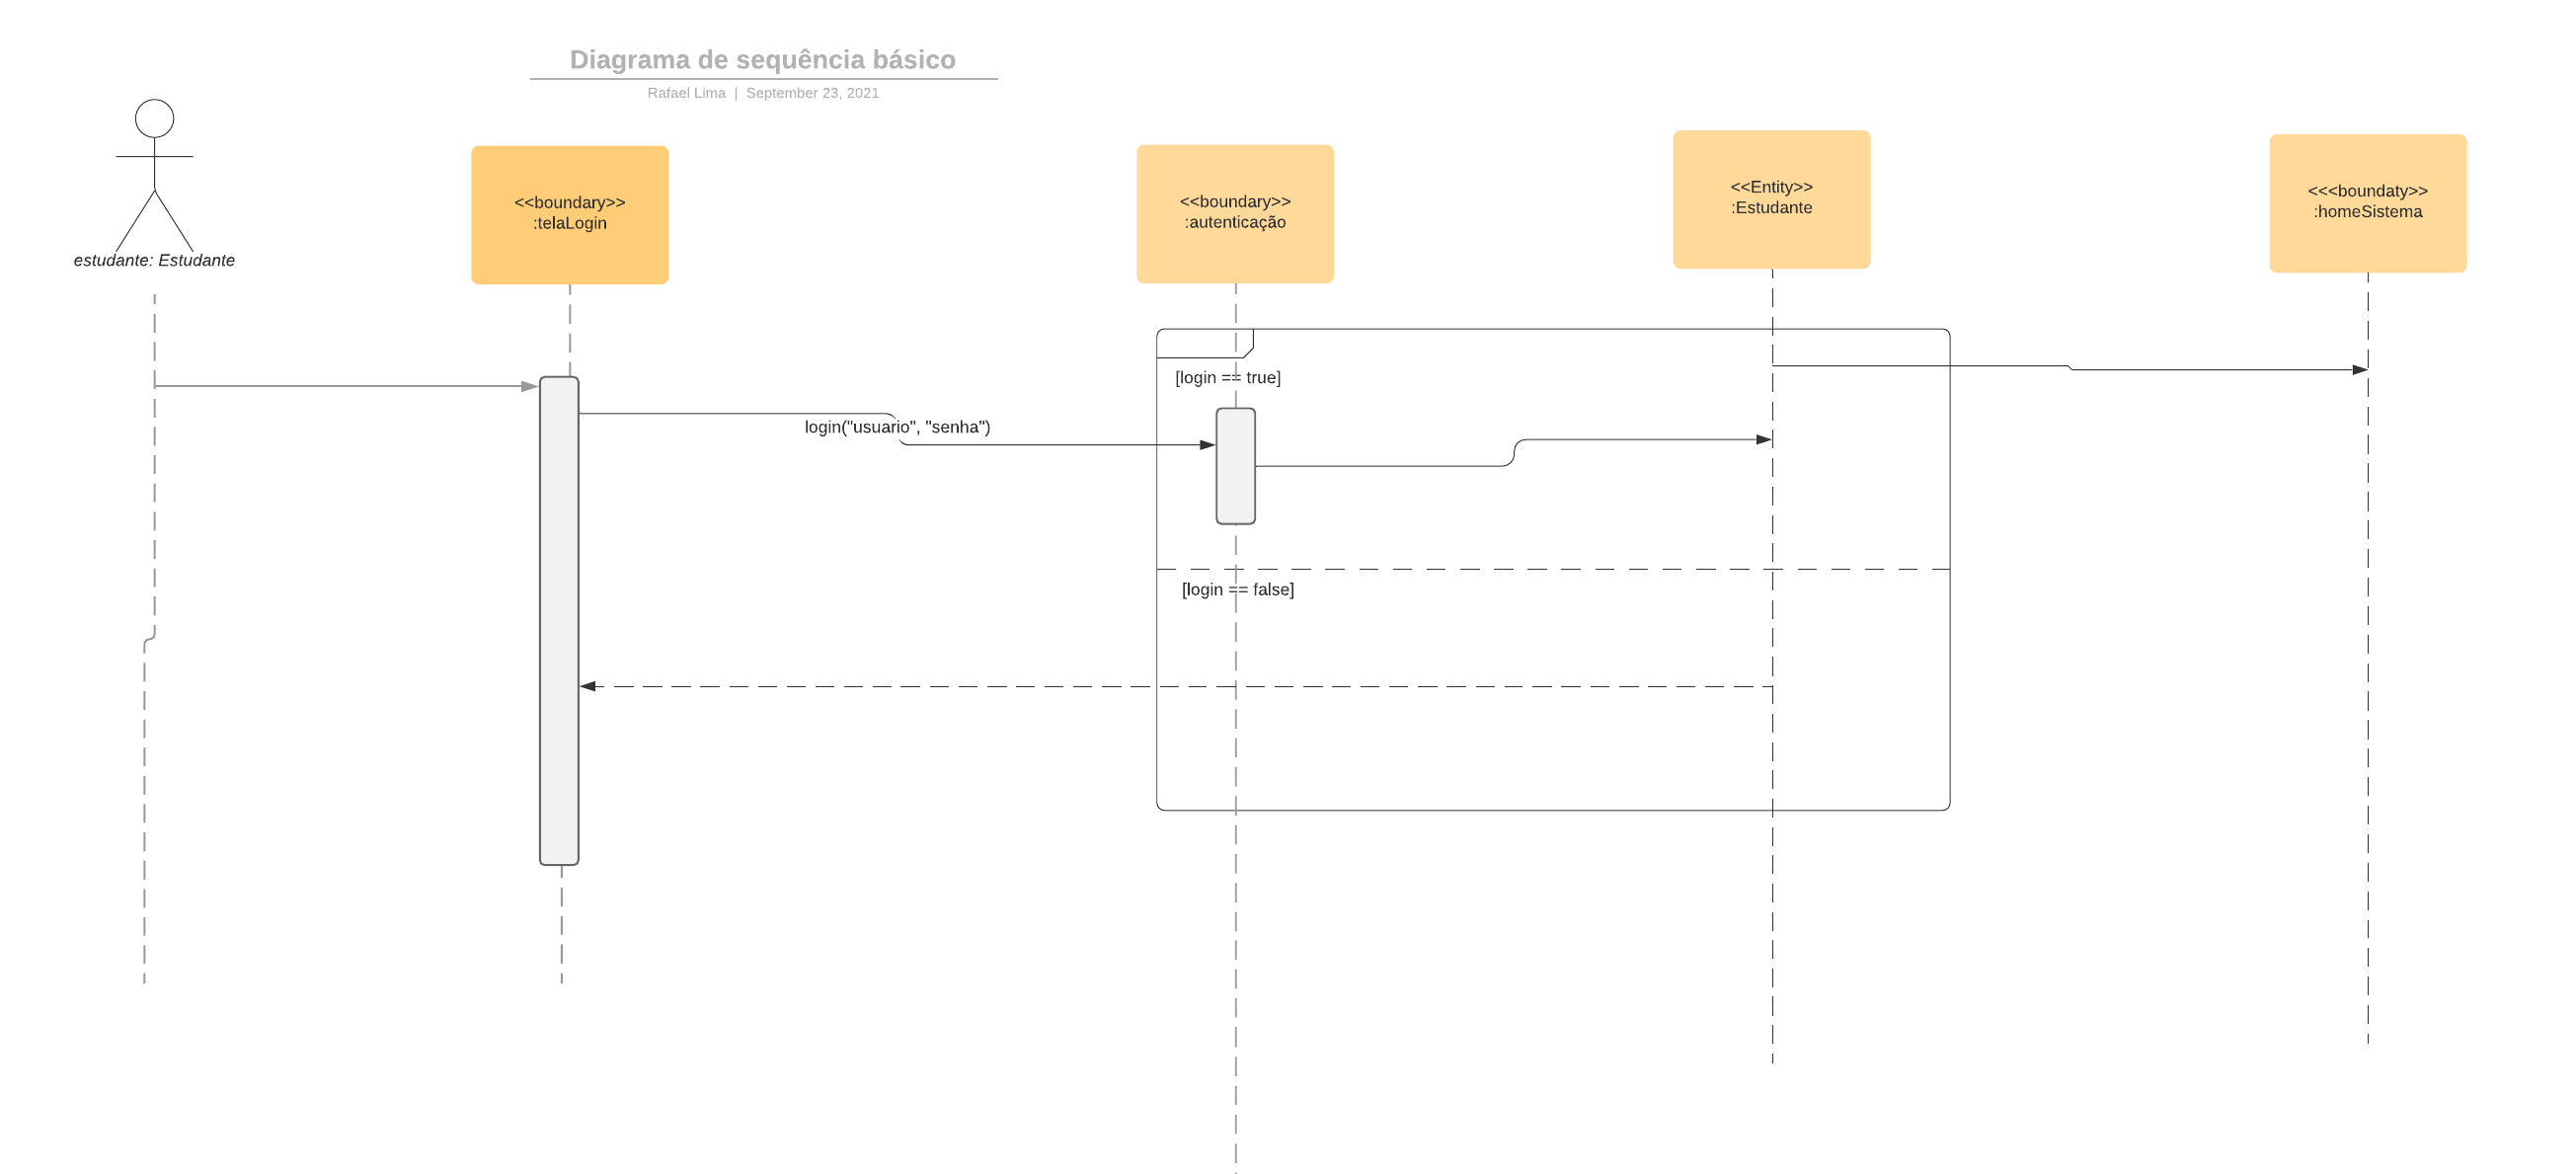 Diagrama de sequência básico
Rafael Lima | September 23, 2021
estudante: Estudante
<<boundary>>
:telaLogin
<<boundary>>
:autenticação
<<Entity>>
:Estudante
<<<boundaty>>
:homeSistema
[login == true]
login("usuario", "senha")
[login == false]